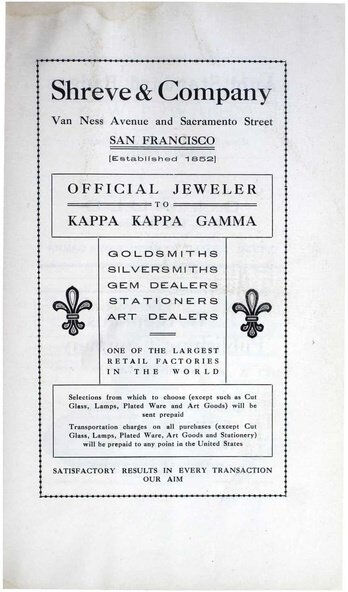 Shreve & Company
Van Ness Avenue and Sacramento Street
SAN FRANCISCO
[Established 1852]
OFFICIAL JEWELER
TO
KAPPA KAPPA GAMMA
GOLDSMITHS
SILVERSMITHS
GEM DEALERS
STATIONERS
ART DEALERS
ONE OF THE LARGEST
RETAIL FACTORIES
IN THE WORLD
Selections from which to choose (except such as Cut
Glass, Lamps, Plated Ware and Art Goods) will be
sent prepaid
Transportation charges on all purchases (except Cut
Glass, Lamps, Plated Ware, Art Goods and Stationery)
will be prepaid to any point in the United States
SATISFACTORY RESULTS IN EVERY TRANSACTION
OUR AIM